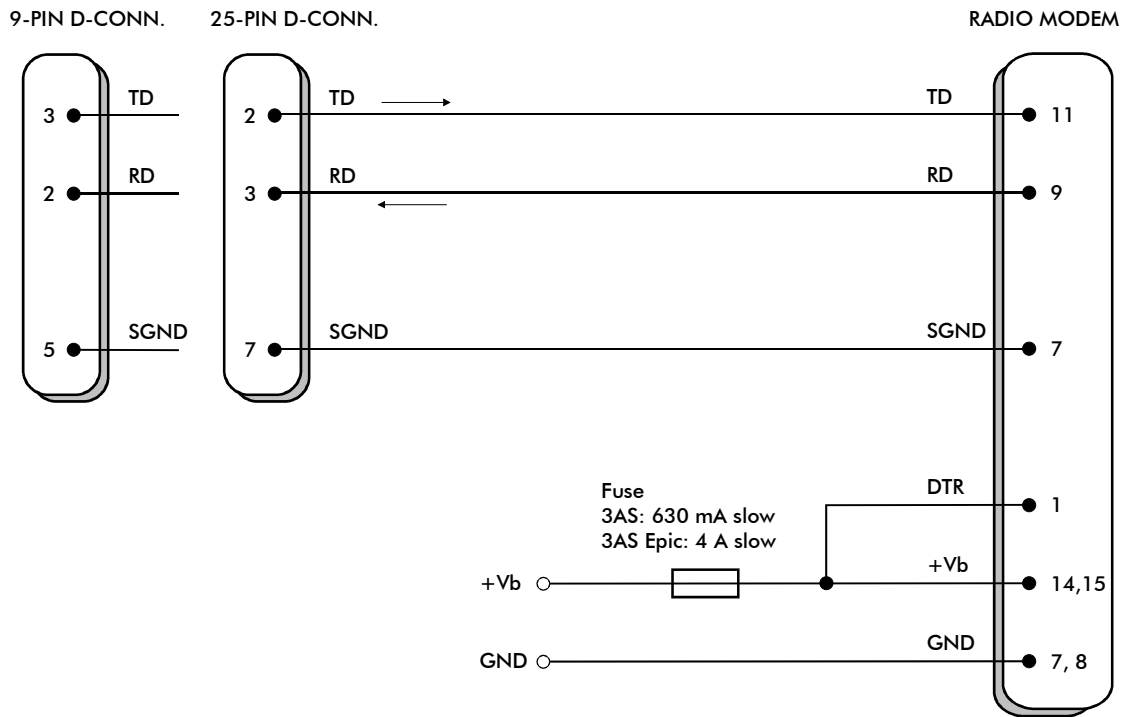 9-PIN D-CONN.
25-PIN D-CONN.
RADIO MODEM
3
TD
2
TD
TD
11
2
RD
3
RD
RD
9
5
SGND
7
SGND
SGND
7
Fuse
3AS: 630 mA slow
3AS Epic: 4 A slow
DTR
1
+Vb
+Vb
14,15
GND
GND
7, 8